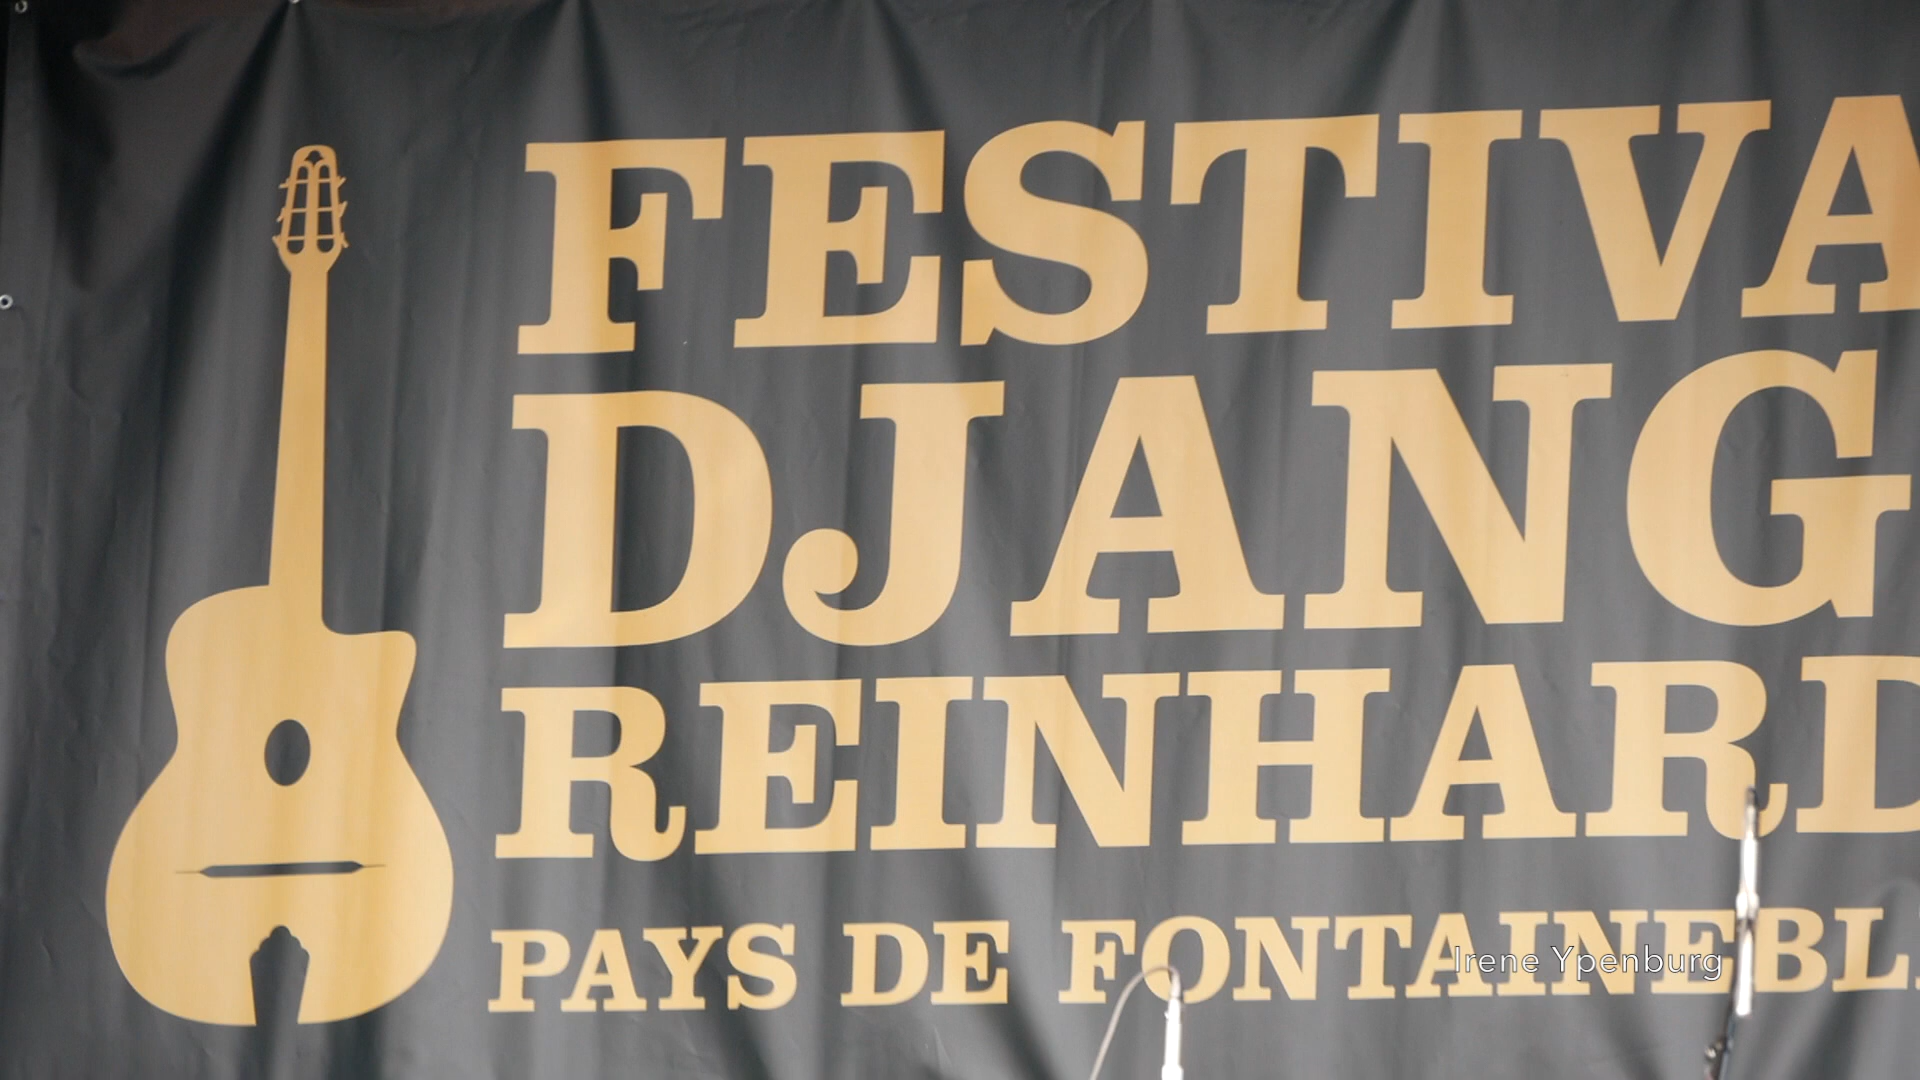 FESTIVA
DJANG
REINHARD
PAYS DE FONTAINEBL
Irene Ypenburg